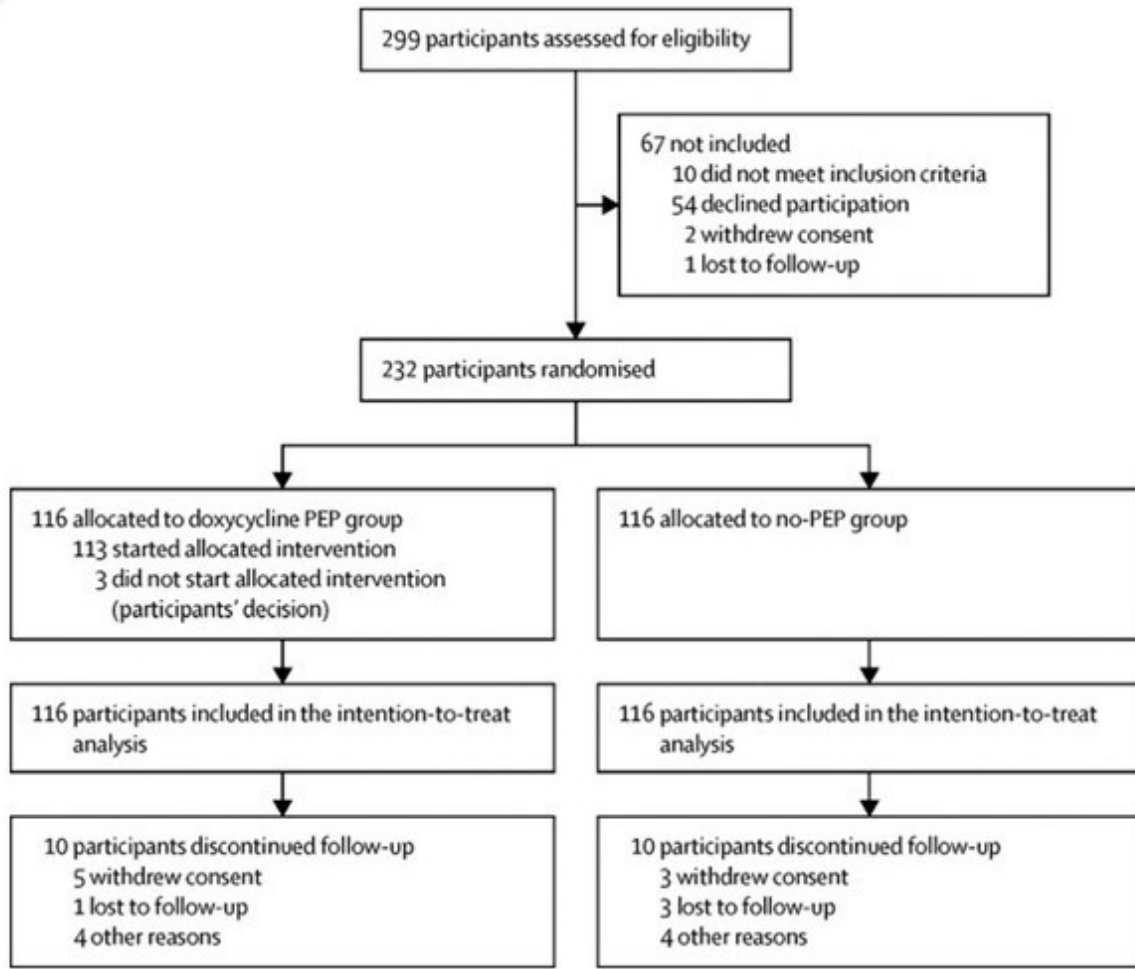 299 participants assessed for eligibility
67 not included
10 did not meet inclusion criteria
54 declined participation
2 withdrew consent
1 lost to follow-up
232 participants randomised
116 allocated to doxycycline PEP group
113 started allocated intervention
3 did not start allocated intervention
(participants’ decision)
116 allocated to no-PEP group
116 participants included in the intention-to-treat
analysis
116 participants included in the intention-to-treat
analysis
10 participants discontinued follow-up
5 withdrew consent
1 lost to follow-up
4 other reasons
10 participants discontinued follow-up
3 withdrew consent
3 lost to follow-up
4 other reasons